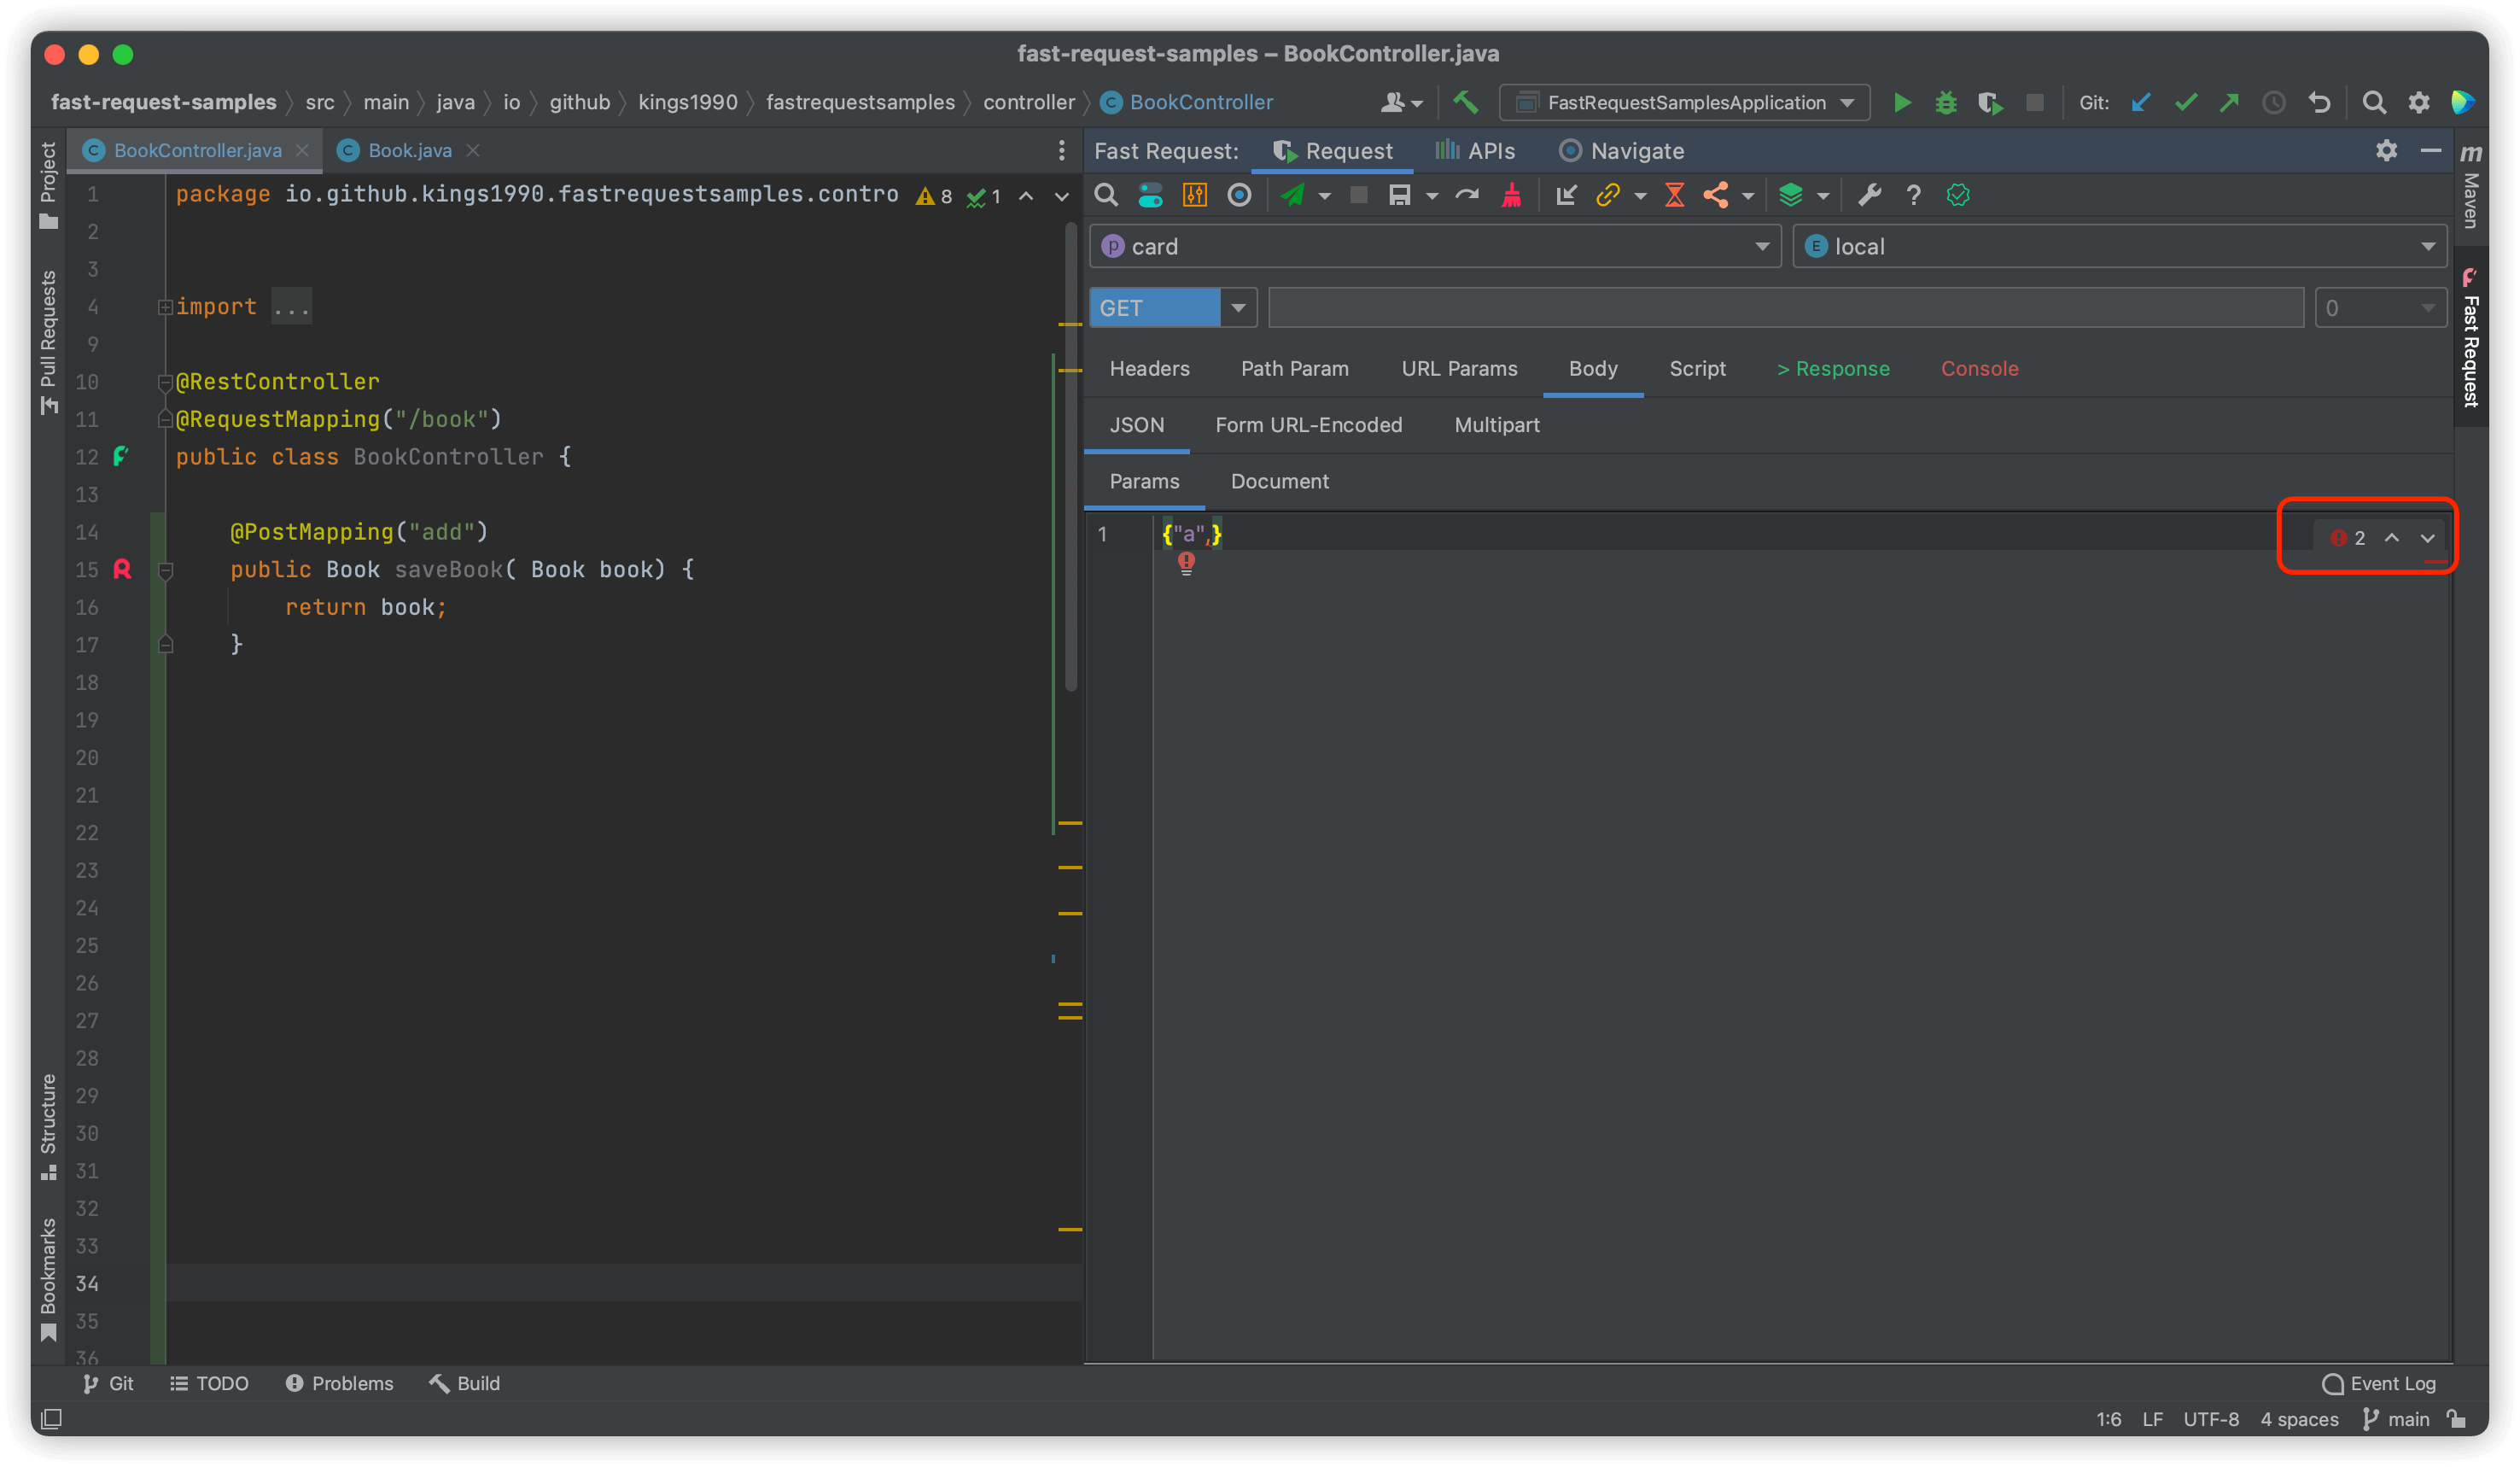 fast-request-samples – BookController.java
fast-request-samples src main java io github kings1990 fastrequestsamples controller BookController FastRequestSamplesApplication Git:
BookController.java Book.java
Fast Request: Request APIs Navigate
Project
Pull Requests
Structure
Bookmarks
1 package io.github.kings1990.fastrequestsamples.contro 8 1
2
3
4 import ...
9
10 @RestController
11 @RequestMapping("/book")
12 public class BookController {
13
14 @PostMapping("add")
15 public Book saveBook( Book book) {
16 return book;
17 }
18
19
20
21
22
23
24
25
26
27
28
29
30
31
32
33
34
35
36
card local
GET 0
Headers Path Param URL Params Body Script > Response Console
JSON Form URL-Encoded Multipart
Params Document
1 {"a",} 2
Maven
Fast Request
Git TODO Problems Build Event Log
1:6 LF UTF-8 4 spaces main